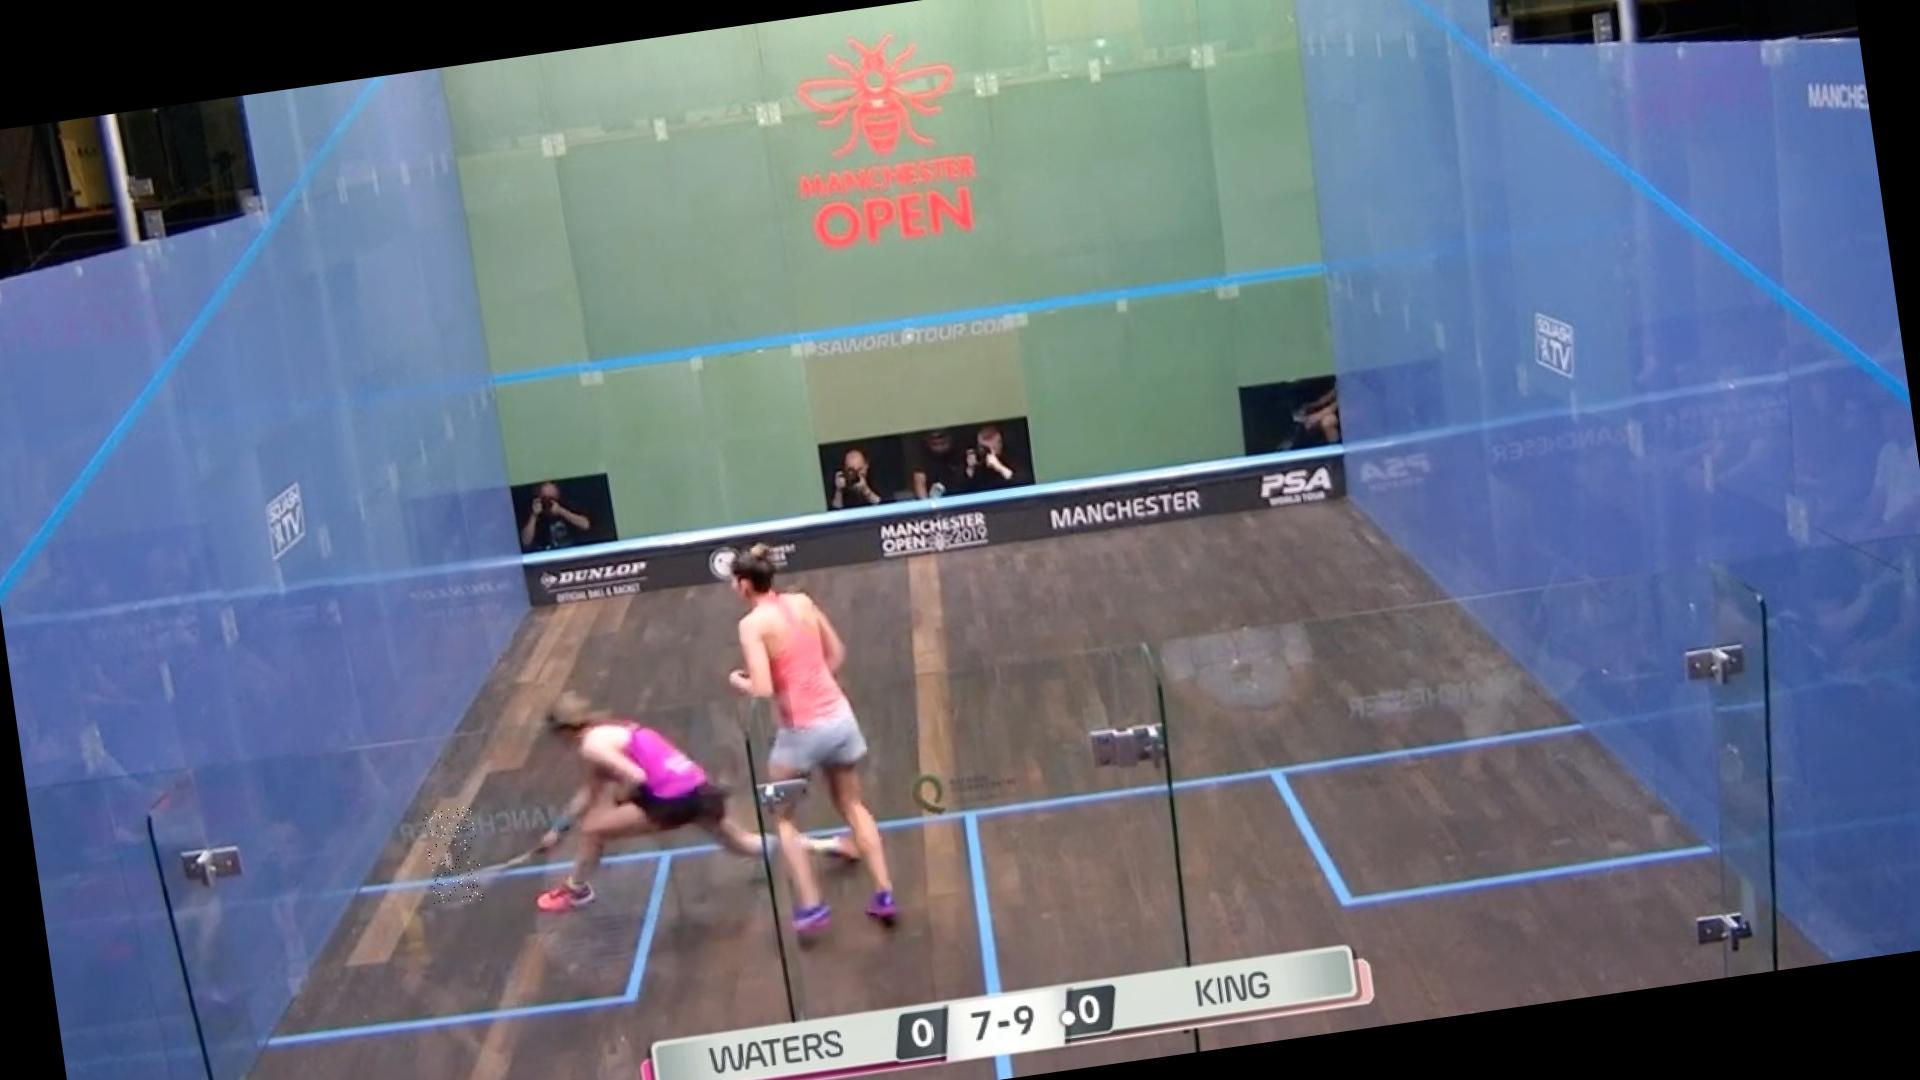 MANCHESTER
OPEN
PSAWORLDTOUR.COM
SQUASH
TV
SQUASH
TV
DUNLOP
OFFICIAL BALL & RACKET
MANCHESTER
OPEN 2019
MANCHESTER
PSA
WORLD TOUR
WATERS 0 7-9 0 KING